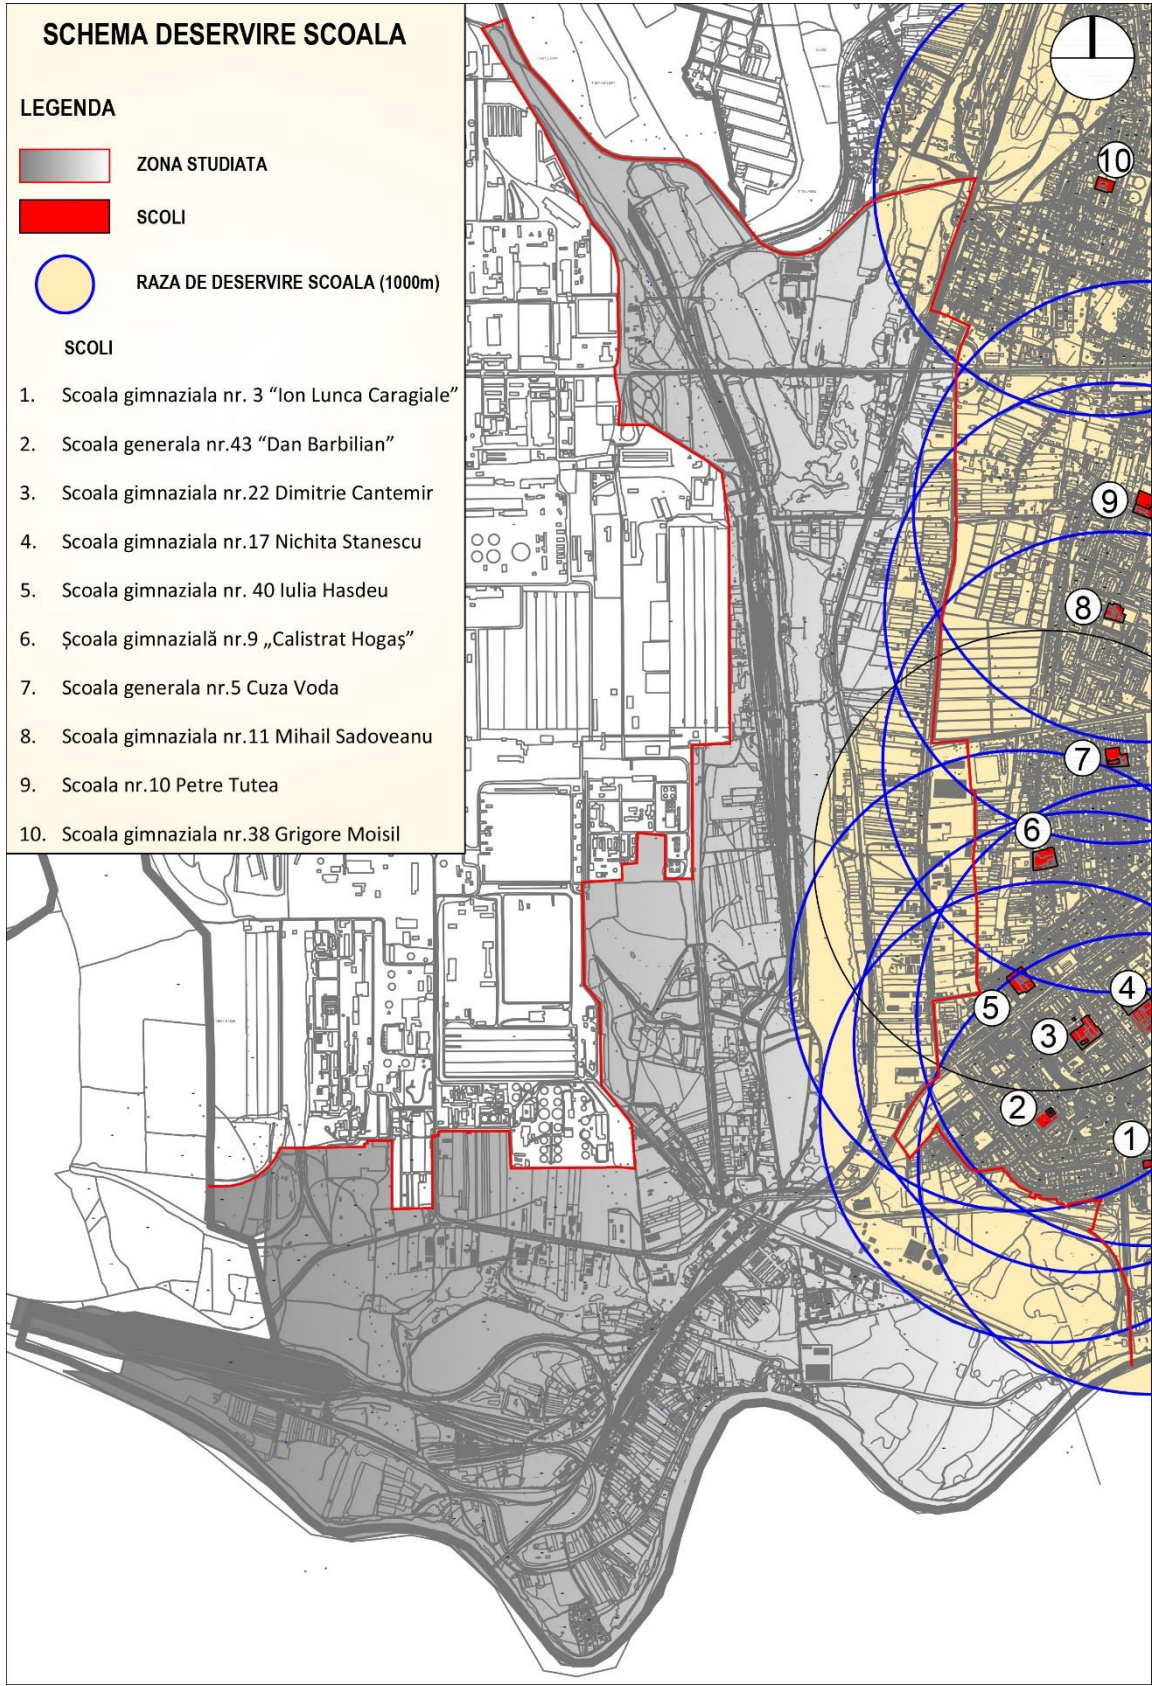 SCHEMA DESERVIRE SCOALA
LEGENDA
ZONA STUDIATA
SCOLI
RAZA DE DESERVIRE SCOALA (1000m)
SCOLI
1. Scoala gimnaziala nr. 3 “Ion Lunca Caragiale”
2. Scoala generala nr.43 “Dan Barbilian”
3. Scoala gimnaziala nr.22 Dimitrie Cantemir
4. Scoala gimnaziala nr.17 Nichita Stanescu
5. Scoala gimnaziala nr. 40 Iulia Hasdeu
6. Școala gimnazială nr.9 „Calistrat Hogaş”
7. Scoala generala nr.5 Cuza Voda
8. Scoala gimnaziala nr.11 Mihail Sadoveanu
9. Scoala nr.10 Petre Tutea
10. Scoala gimnaziala nr.38 Grigore Moisil
10
9
8
7
6
5
4
3
2
1